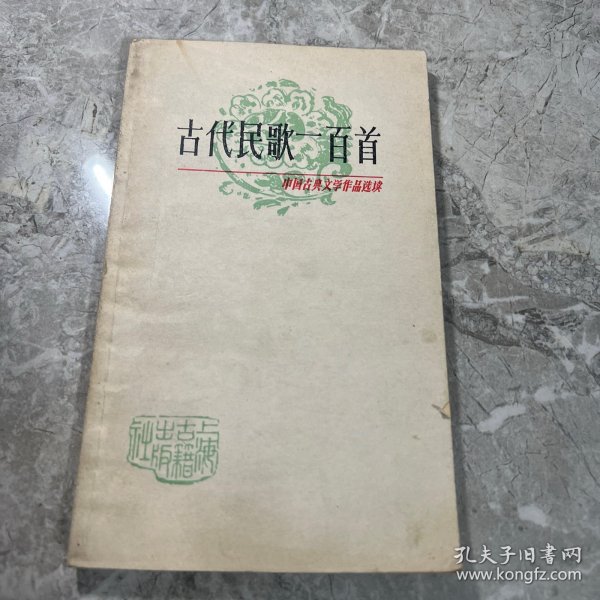 古代民歌一百首
中国古典文学作品选读
上海
古籍
出版
社
孔夫子旧书网
www.kongfz.com